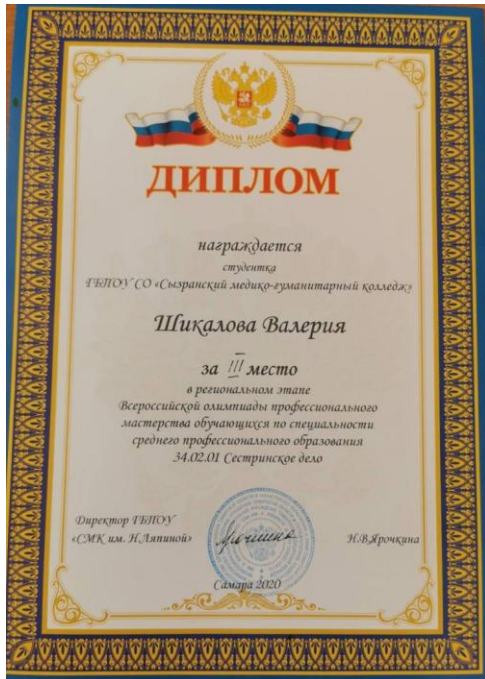 ДИПЛОМ
награждается
студентка
ГБПОУ СО «Сызранский медико-гуманитарный колледж»
Шикалова Валерия
за III место
в региональном этапе
Всероссийской олимпиады профессионального
мастерства обучающихся по специальности
среднего профессионального образования
34.02.01 Сестринское дело
Директор ГБПОУ
«СМК им. Н.Ляпиной»
Н.В.Ярочкина
Самара 2020